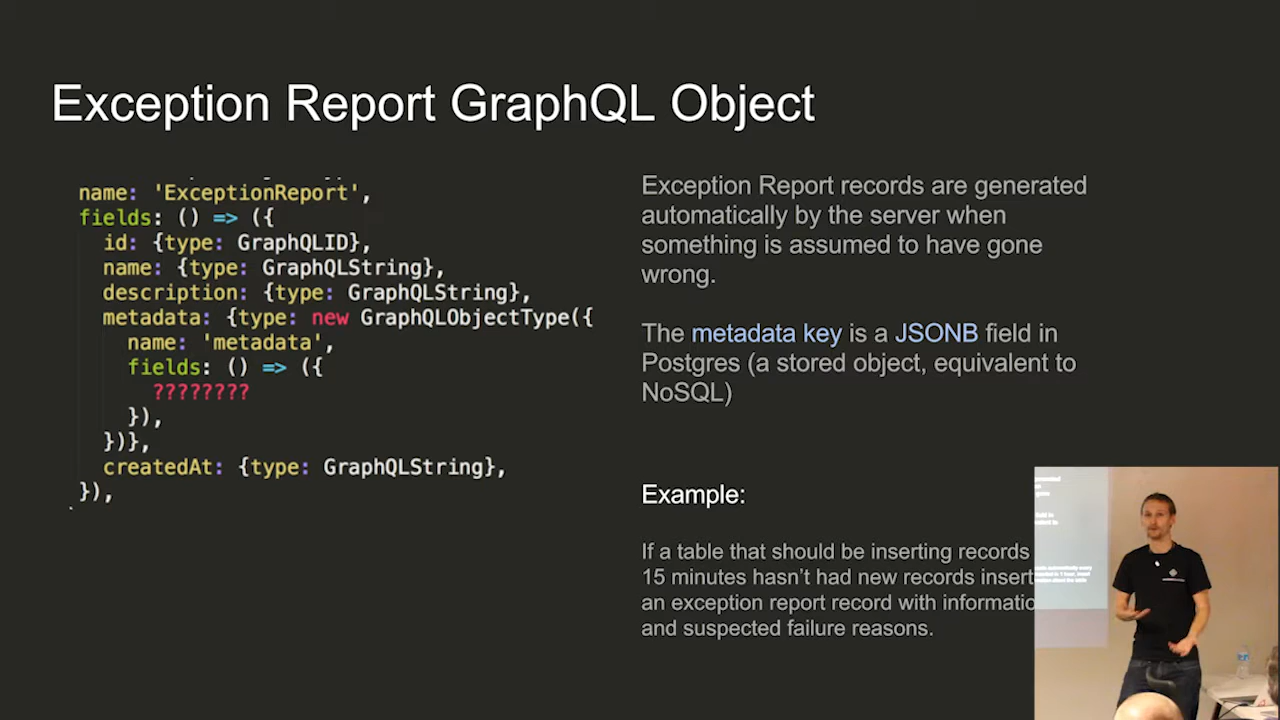 Exception Report GraphQL Object
name: 'ExceptionReport',
fields: () => ({
id: {type: GraphQLID},
name: {type: GraphQLString},
description: {type: GraphQLString},
metadata: {type: new GraphQLObjectType({
name: 'metadata',
fields: () => ({
????????
}),
})},
createdAt: {type: GraphQLString},
}),
Exception Report records are generated
automatically by the server when
something is assumed to have gone
wrong.
The metadata key is a JSONB field in
Postgres (a stored object, equivalent to
NoSQL)
Example:
If a table that should be inserting records
15 minutes hasn't had new records
an exception report record with
and suspected failure reasons.